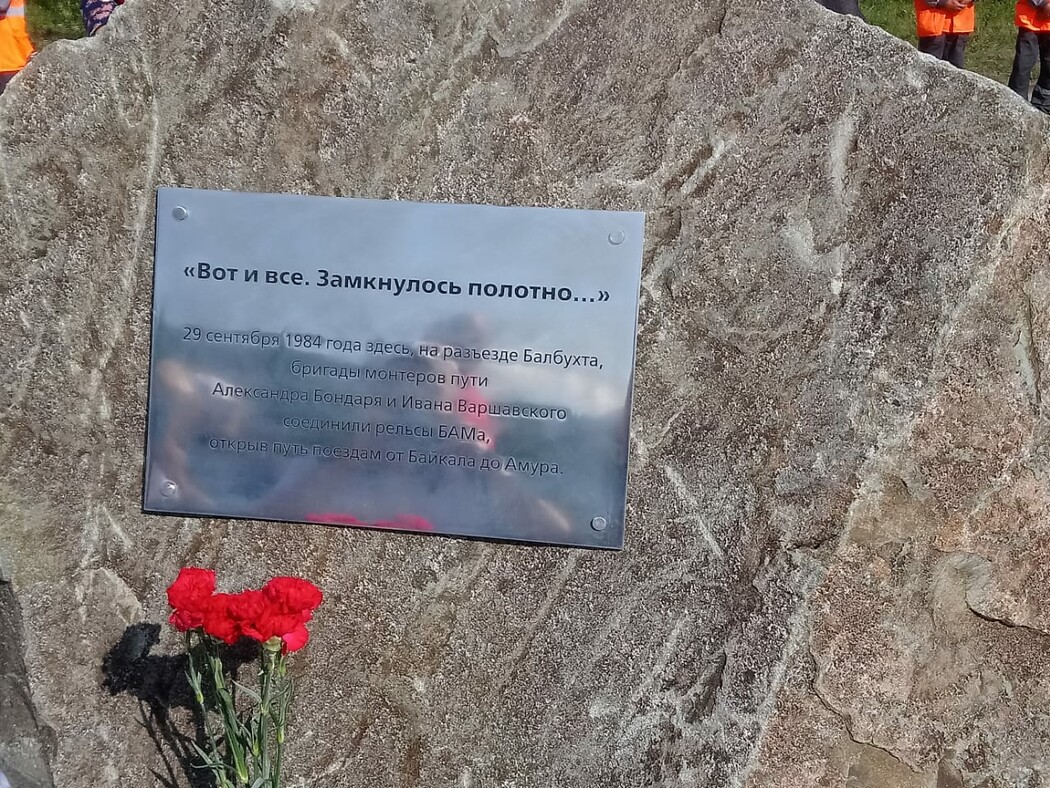 «Вот и все. Замкнулось полотно...»
29 сентября 1984 года здесь, на разъезде Балбухта,
бригады монтеров пути
Александра Бондаря и Ивана Варшавского
соединили рельсы БАМа,
открыв путь поездам от Байкала до Амура.